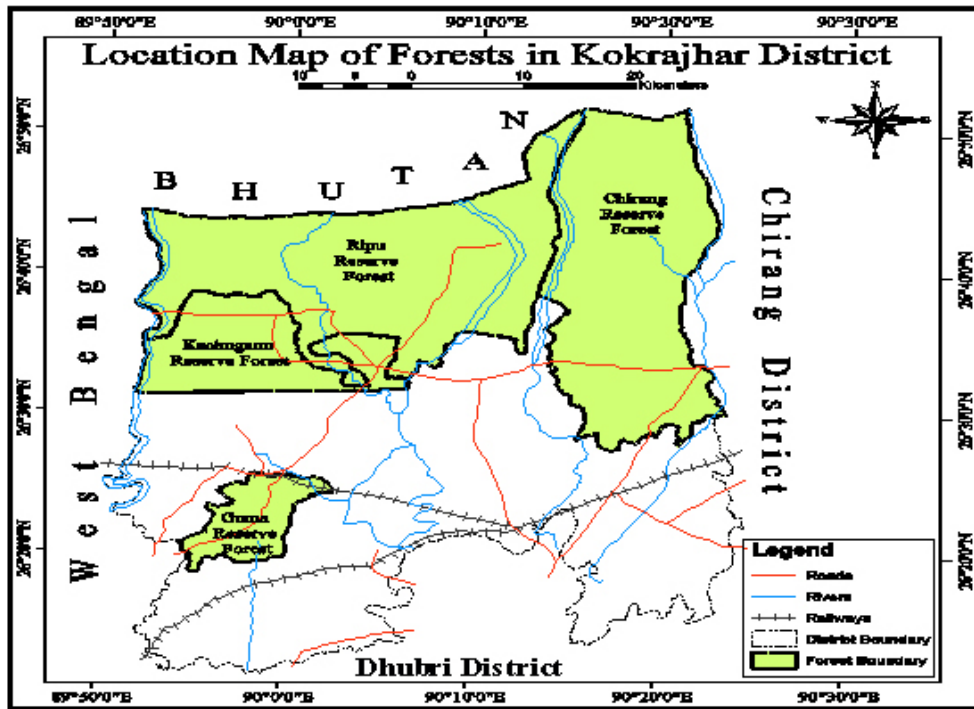 89°50'0"E 90°0'0"E 90°10'0"E 90°20'0"E 90°30'0"E
Location Map of Forests in Kokrajhar District
10 5 0 10 20
Kilometers
N
BHUTAN
W E
S
West Bengal
Chirang District
Chirang
Reserve
Forest
Ripu
Reserve
Forest
Kachugaon
Reserve Forest
Guma
Reserve
Forest
Legend
Roads
Rivers
Railways
District Boundary
Forest Boundary
Dhubri District
89°50'0"E 90°0'0"E 90°10'0"E 90°20'0"E 90°30'0"E